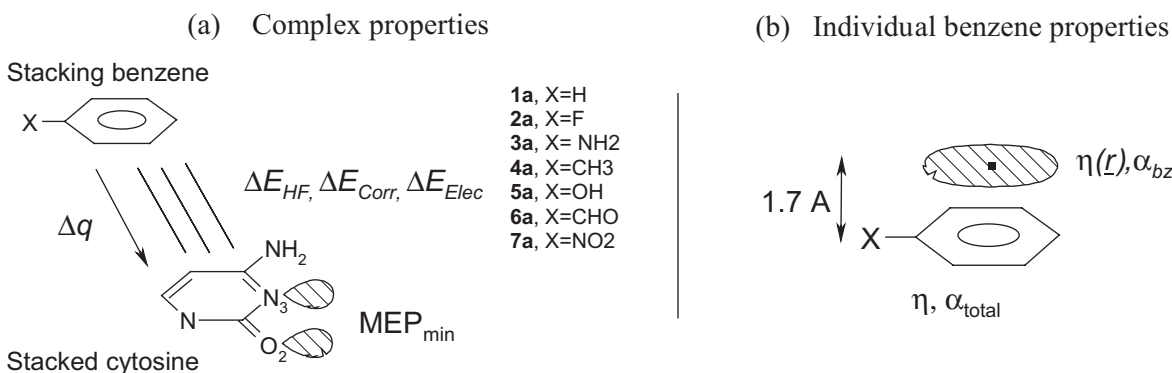 (a) Complex properties
Stacking benzene
X
Δq
ΔE_HF, ΔE_Corr, ΔE_Elec
NH₂
N₃
N
O₂
MEP_min
Stacked cytosine
1a, X=H
2a, X=F
3a, X= NH2
4a, X=CH3
5a, X=OH
6a, X=CHO
7a, X=NO2
(b) Individual benzene properties
η(r),α_bz
1.7 A
X
η, α_total